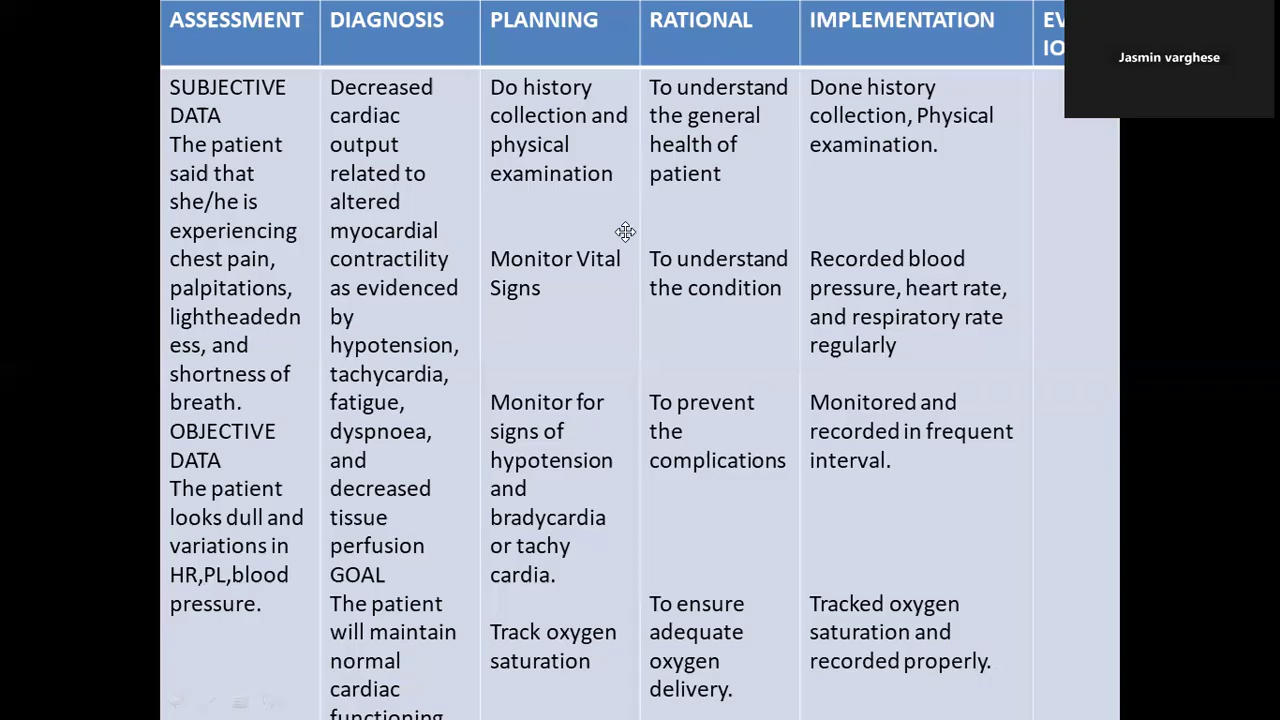 ASSESSMENT
DIAGNOSIS
PLANNING
RATIONAL
IMPLEMENTATION
EV
IO
Jasmin varghese
SUBJECTIVE
DATA
The patient
said that
she/he is
experiencing
chest pain,
palpitations,
lightheadedn
ess, and
shortness of
breath.
OBJECTIVE
DATA
The patient
looks dull and
variations in
HR,PL,blood
pressure.
Decreased
cardiac
output
related to
altered
myocardial
contractility
as evidenced
by
hypotension,
tachycardia,
fatigue,
dyspnoea,
and
decreased
tissue
perfusion
GOAL
The patient
will maintain
normal
cardiac
functioning
Do history
collection and
physical
examination
Monitor Vital
Signs
Monitor for
signs of
hypotension
and
bradycardia
or tachy
cardia.
Track oxygen
saturation
To understand
the general
health of
patient
To understand
the condition
To prevent
the
complications
To ensure
adequate
oxygen
delivery.
Done history
collection, Physical
examination.
Recorded blood
pressure, heart rate,
and respiratory rate
regularly
Monitored and
recorded in frequent
interval.
Tracked oxygen
saturation and
recorded properly.